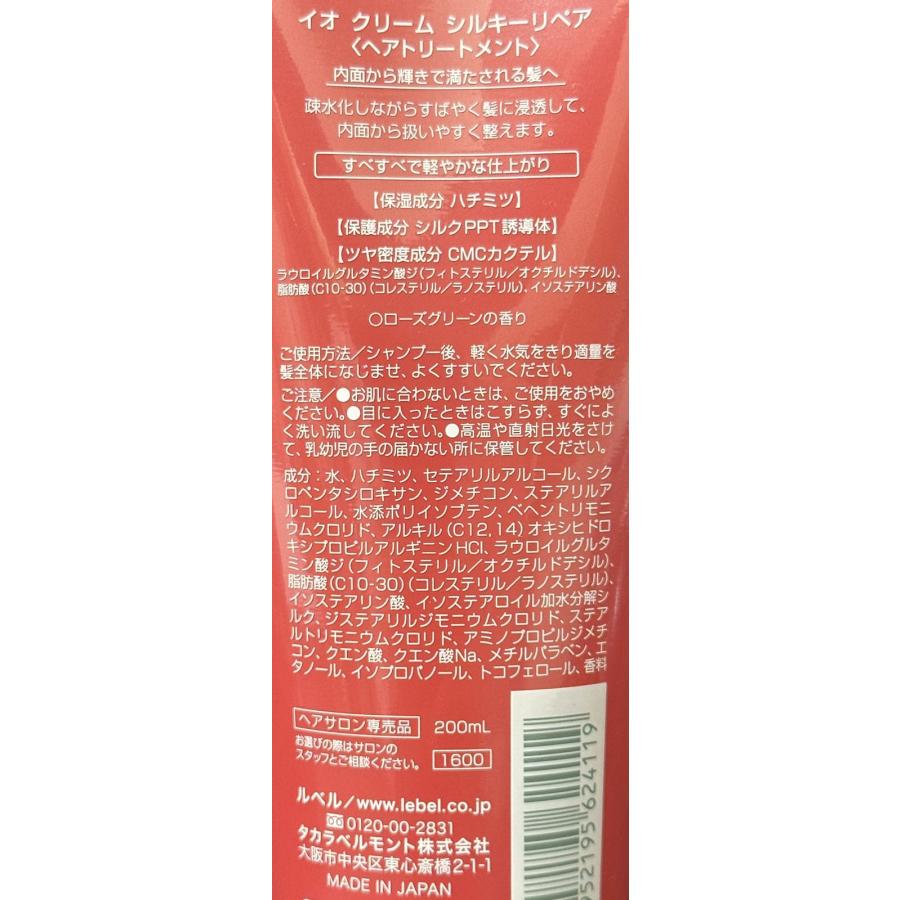 イオ クリーム シルキーリペア
〈ヘアトリートメント〉
内面から輝きで満たされる髪へ
疎水化しながらすばやく髪に浸透して、
内面から扱いやすく整えます。
すべすべで軽やかな仕上がり
【保湿成分 ハチミツ】
【保護成分 シルクPPT誘導体】
【ツヤ密度成分 CMCカクテル】
ラウロイルグルタミン酸ジ(フィトステリル/オクチルドデシル)、
脂肪酸(C10-30)(コレステリル/ラノステリル)、イソステアリン酸
○ローズグリーンの香り
ご使用方法/シャンプー後、軽く水気をきり適量を
髪全体になじませ、よくすすいでください。
ご注意/●お肌に合わないときは、ご使用をおやめ
ください。●目に入ったときはこすらず、すぐによ
く洗い流してください。●高温や直射日光をさけ
て、乳幼児の手の届かない所に保管してください。
成分:水、ハチミツ、セテアリルアルコール、シク
ロペンタシロキサン、ジメチコン、ステアリルア
ルコール、水添ポリイソブテン、ベヘントリモニ
ウムクロリド、アルキル(C12,14)オキシヒドロ
キシプロピルアルギニンHCl、ラウロイルグルタ
ミン酸ジ(フィトステリル/オクチルドデシル)、
脂肪酸(C10-30)(コレステリル/ラノステリル)、
イソステアリン酸、イソステアロイル加水分解シ
ルク、ジステアリルジモニウムクロリド、ステア
ルトリモニウムクロリド、アミノプロピルジメチ
コン、クエン酸、クエン酸Na、メチルパラベン、エ
タノール、イソプロパノール、トコフェロール、香料
ヘアサロン専売品 200mL
お選びの際はサロンの
スタッフとご相談ください。 1600
ルベル/www.lebel.co.jp
0120-00-2831
タカラベルモント株式会社
大阪市中央区東心斎橋2-1-1
MADE IN JAPAN
952195624119